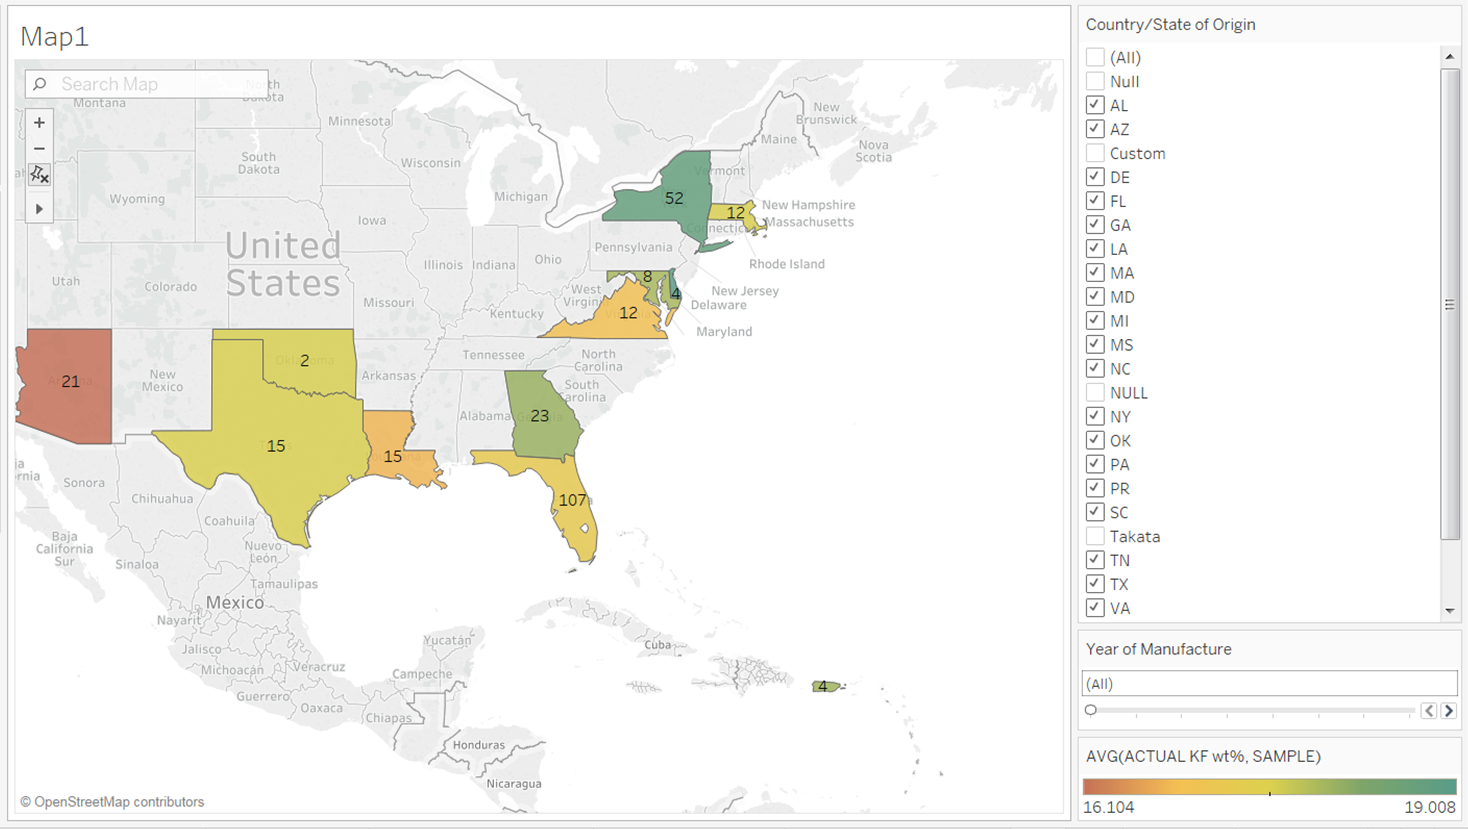 Map1
Search Map
North
Dakota
Montana
Minnesota
New
Brunswick
Maine
Nova
Scotia
South
Dakota
Wisconsin
Vermont
Wyoming
Michigan
52
New Hampshire
12
Massachusetts
Iowa
Connectic
United
States
Pennsylvania
Ohio
Illinois
Indiana
Rhode Island
Utah
Colorado
8
4
New Jersey
Delaware
West
Virgini
Missouri
Kentucky
12
Maryland
Tennessee
North
Carolina
2
Oklahoma
Arkansas
21
New
Mexico
South
Carolina
Alabama
23
15
15
107
ia
rnia
Sonora
Chihuahua
Coahuila
Baja
California
Sur
Nuevo
León
Sinaloa
Tamaulipas
Mexico
Nayarit
Jalisco
Yucatán
Cuba
Michoacán
Veracruz
Campeche
Guerrero
Oaxaca
Chiapas
4
Honduras
Nicaragua
© OpenStreetMap contributors
Country/State of Origin
(All)
Null
AL
AZ
Custom
DE
FL
GA
LA
MA
MD
MI
MS
NC
NULL
NY
OK
PA
PR
SC
Takata
TN
TX
VA
Year of Manufacture
(All)
AVG(ACTUAL KF wt%, SAMPLE)
16.104 19.008